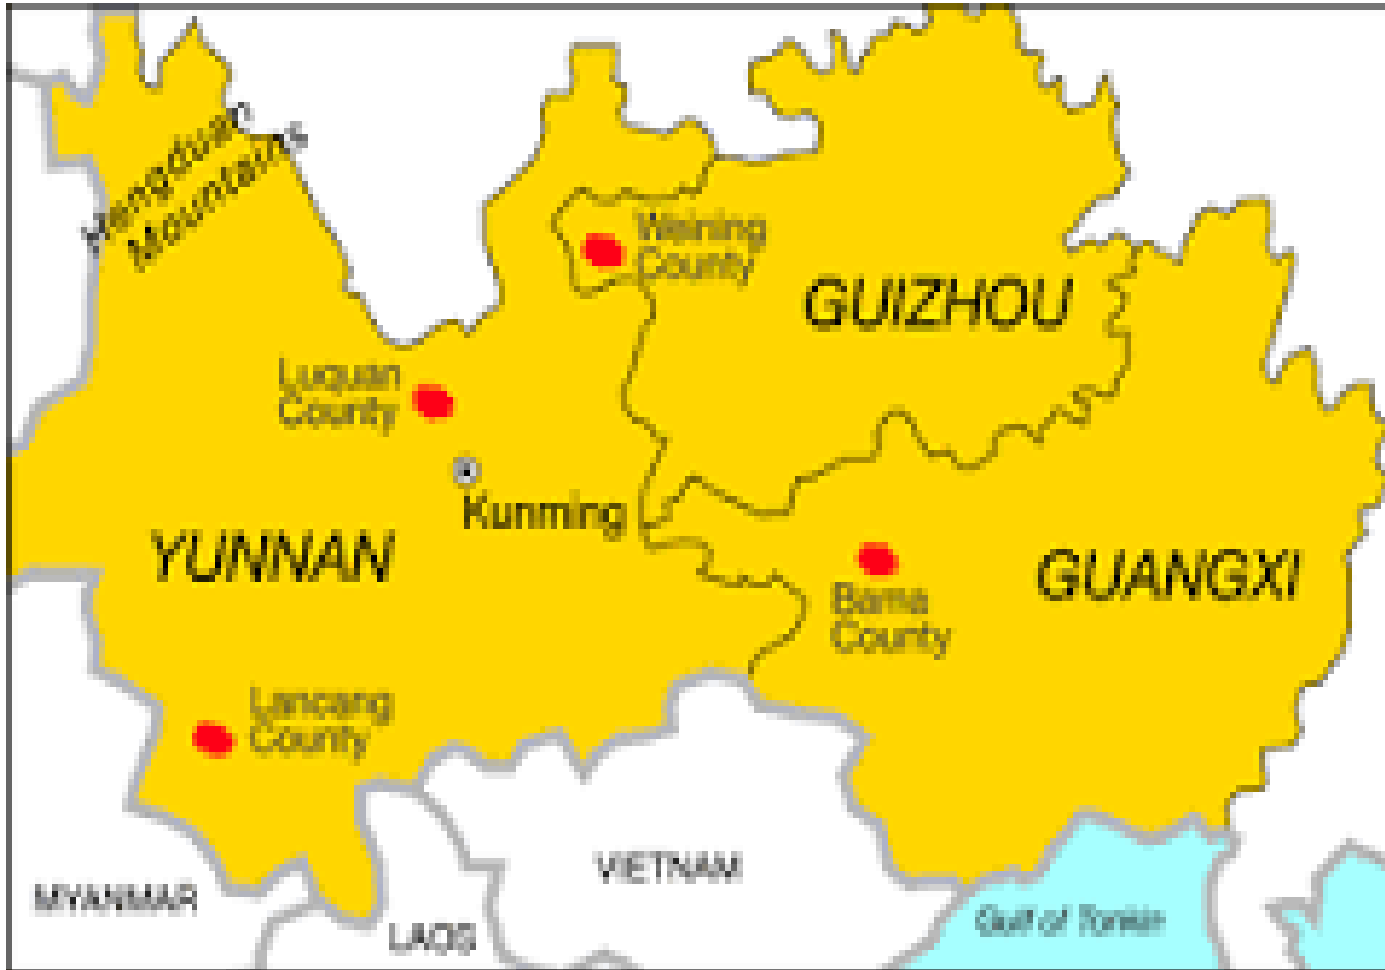 Hengduan
Mountains
Weining
County
GUIZHOU
Luquan
County
Kunming
YUNNAN
GUANGXI
Bama
County
Lancang
County
VIETNAM
MYANMAR
LAOS
Gulf of Tonkin